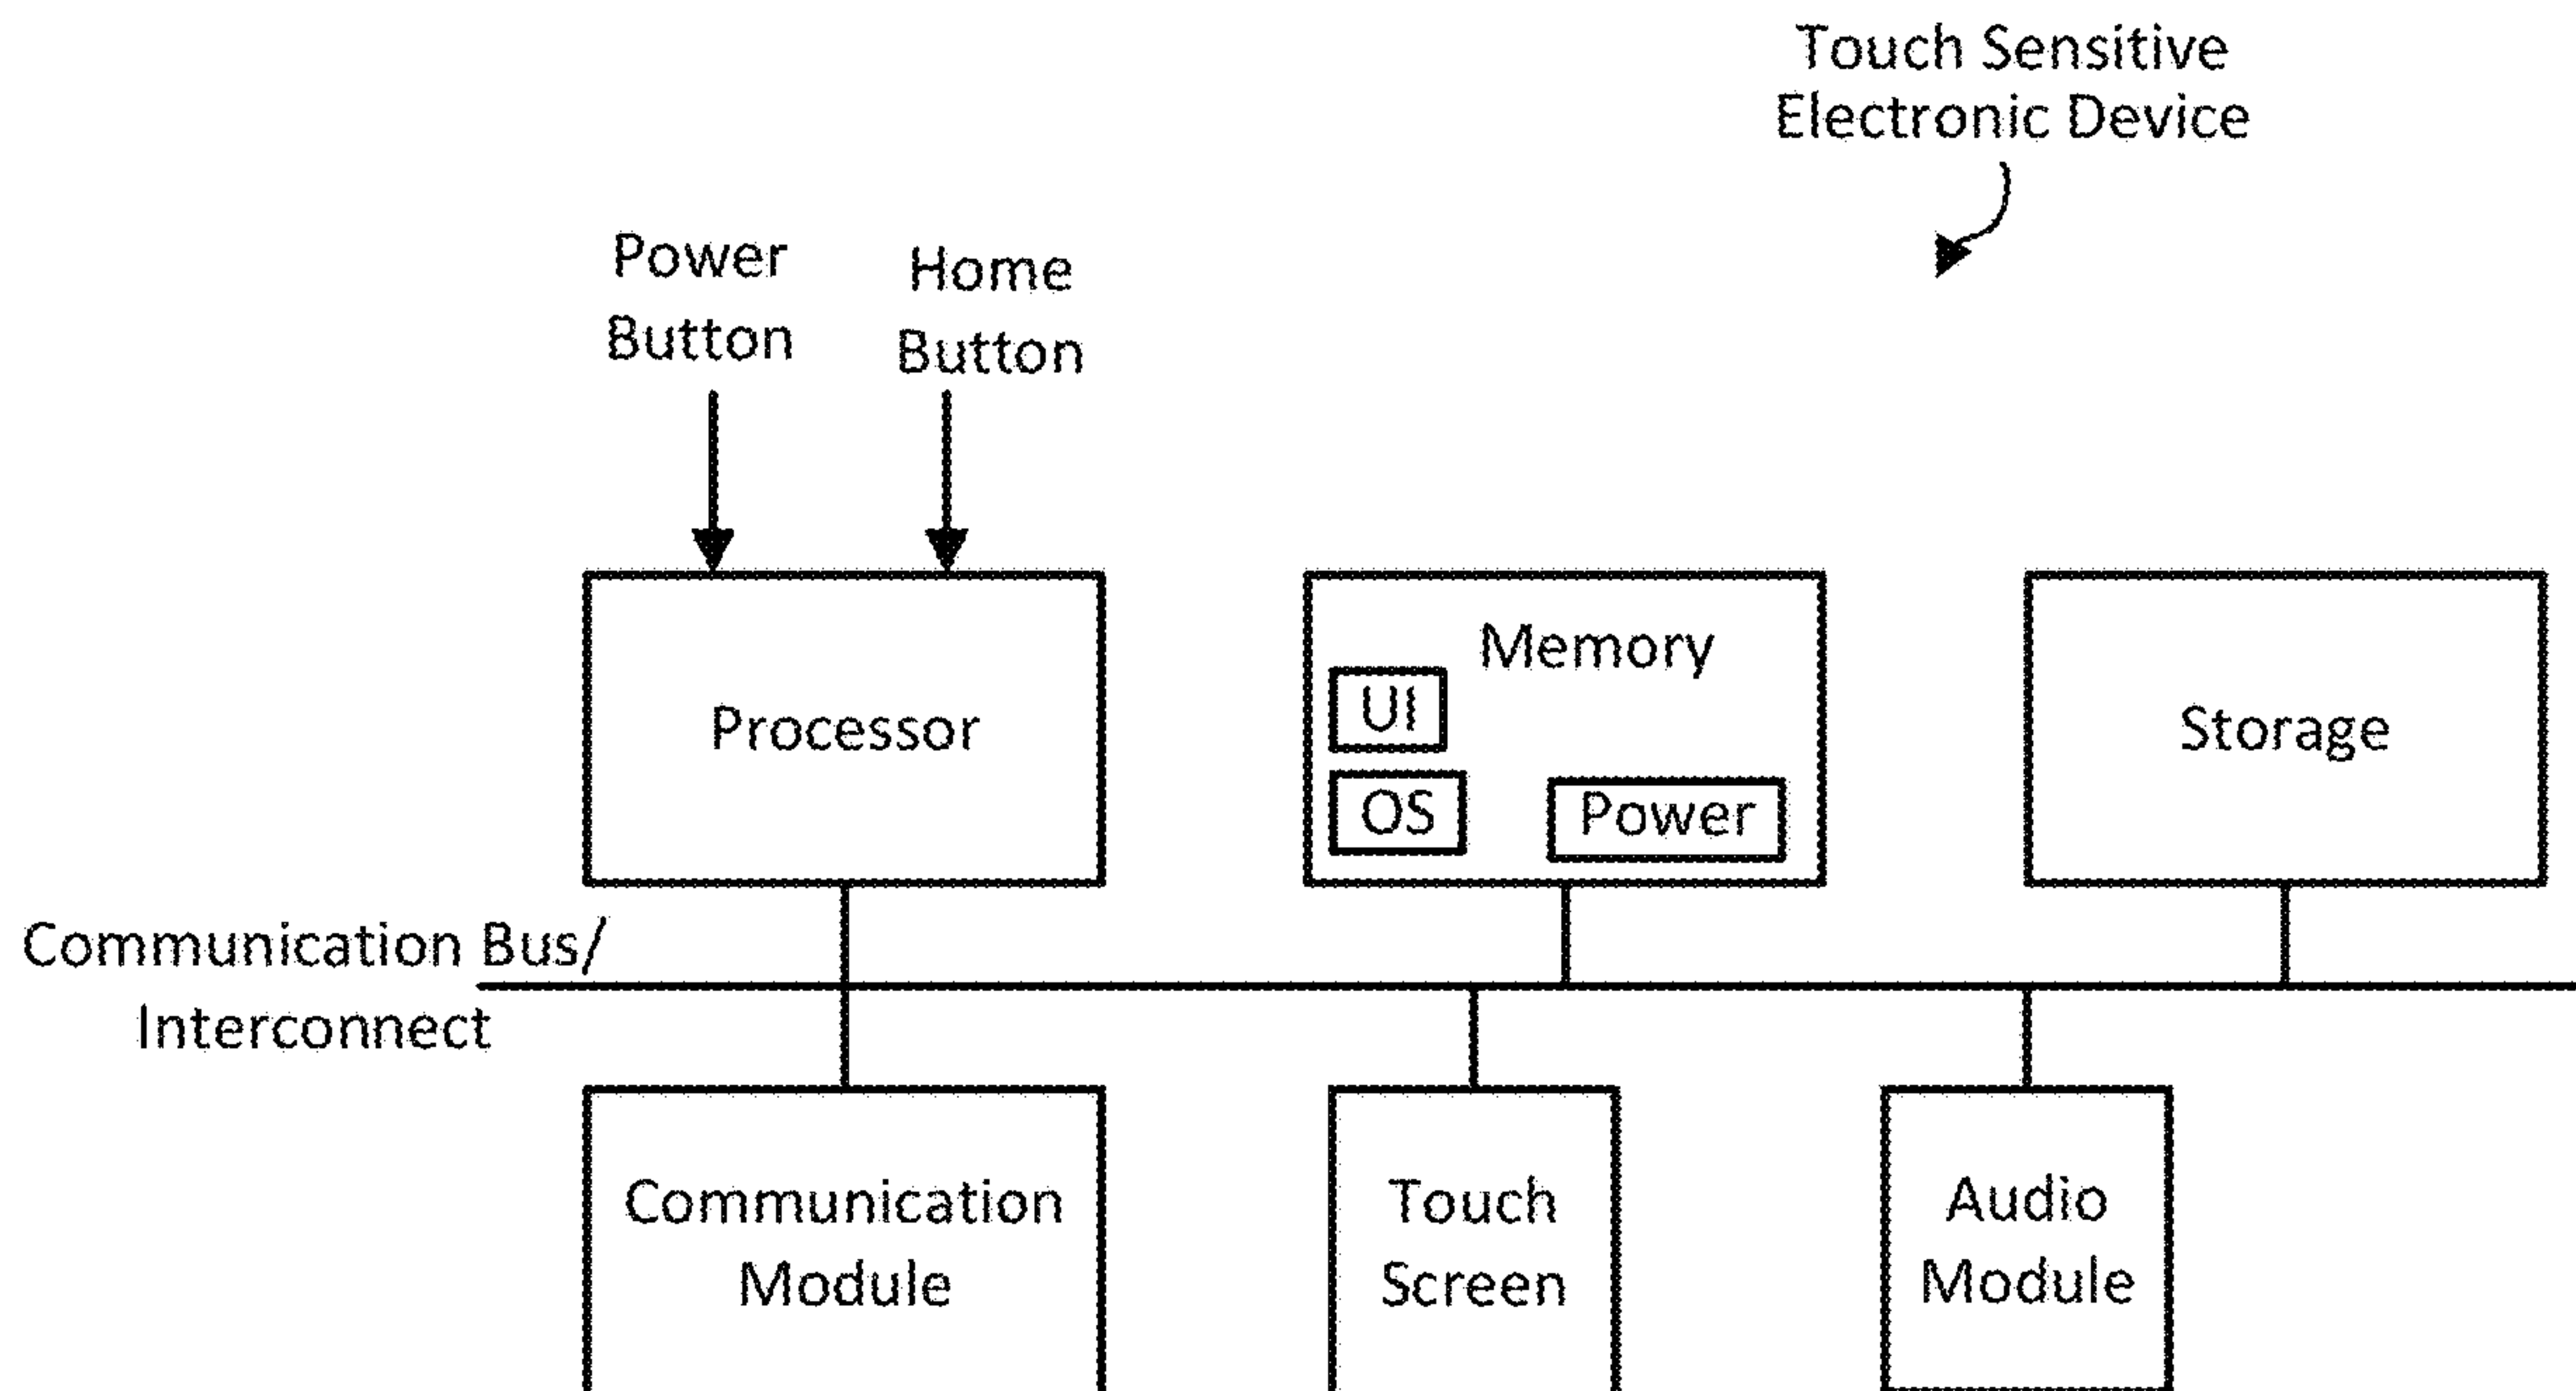 Touch Sensitive
Electronic Device
Power
Button
Home
Button
Processor
Memory
UI
OS
Power
Storage
Communication Bus/
Interconnect
Communication
Module
Touch
Screen
Audio
Module